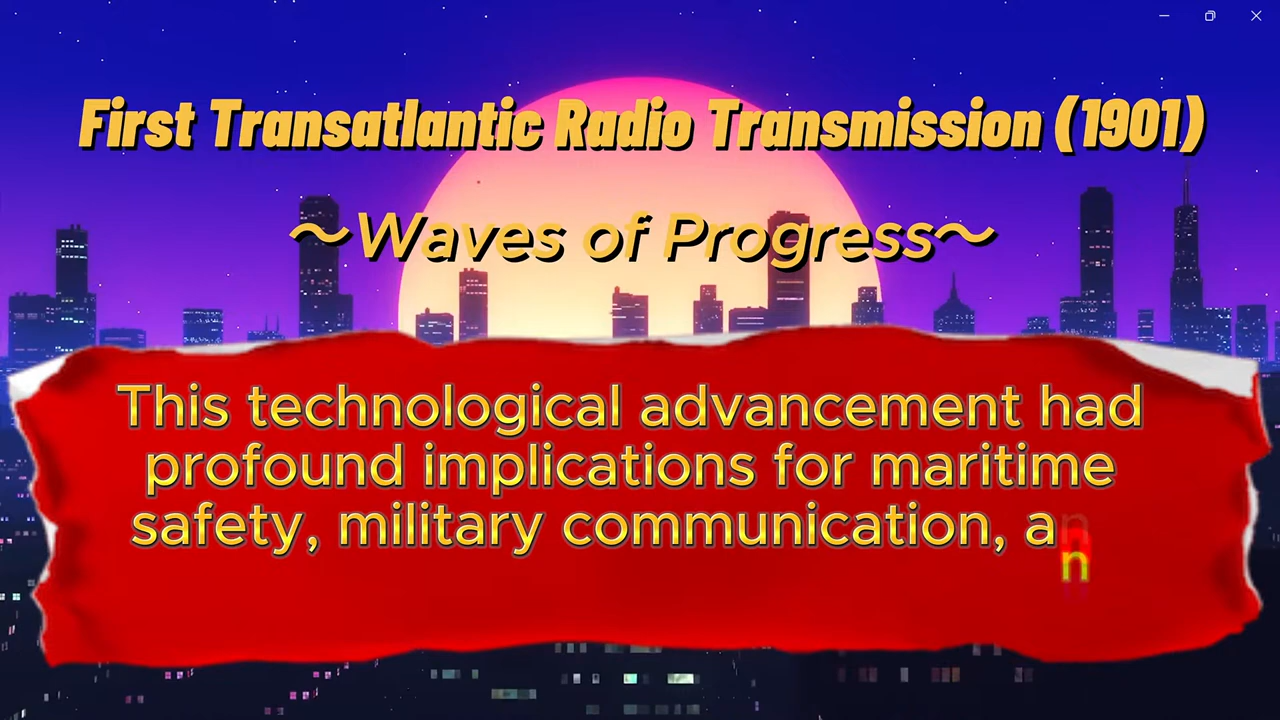 First Transatlantic Radio Transmission (1901)
~Waves of Progress~
This technological advancement had
profound implications for maritime
safety, military communication, an